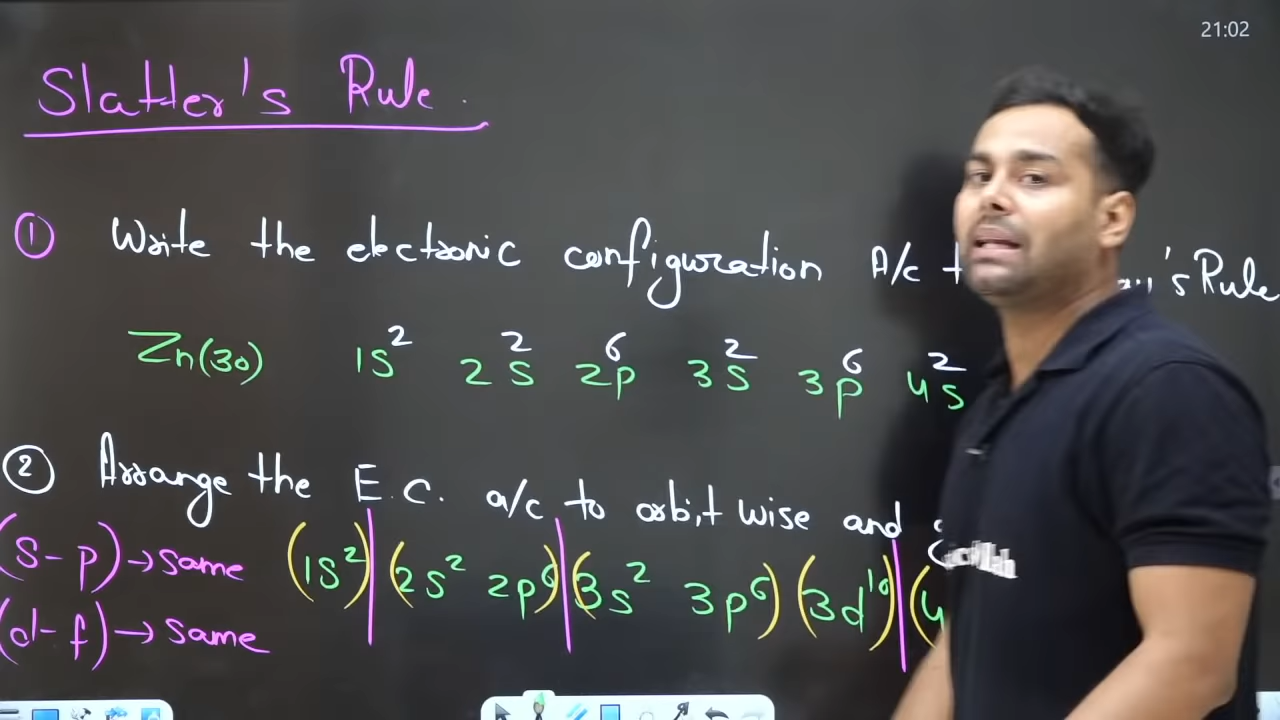 21:02
Slatter's Rule.
① Write the electronic configuration A/c 's Rule
Zn(30) 1s² 2s² 2p⁶ 3s² 3p⁶ 4s²
② Arrange the E.C. a/c to orbit wise and
(s-p)→same (1s²)|(2s² 2p⁶)|(3s² 3p⁶)(3d¹⁰)|(4
(d-f)→same